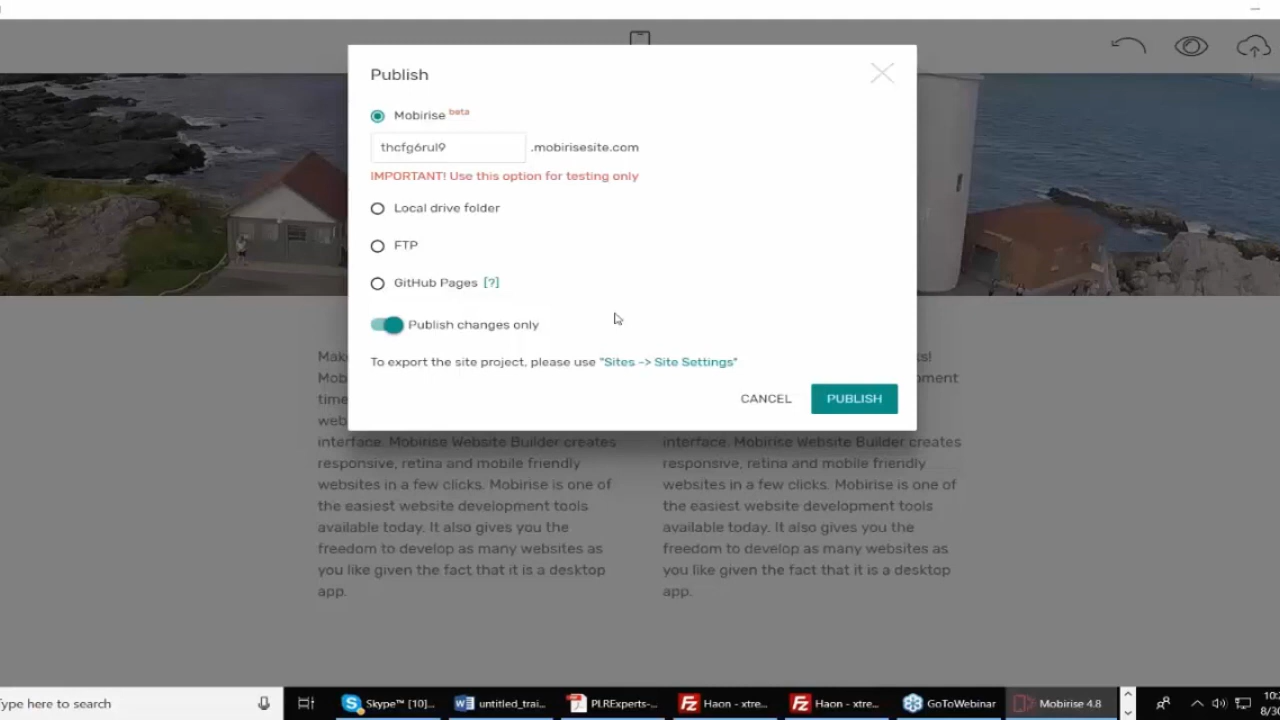 Publish
Mobirise beta
thcfg6rul9 .mobirisesite.com
IMPORTANT! Use this option for testing only
Local drive folder
FTP
GitHub Pages [?]
Publish changes only
To export the site project, please use "Sites -> Site Settings"
CANCEL PUBLISH
interface. Mobirise Website Builder creates
responsive, retina and mobile friendly
websites in a few clicks. Mobirise is one of
the easiest website development tools
available today. It also gives you the
freedom to develop as many websites as
you like given the fact that it is a desktop
app.
interface. Mobirise Website Builder creates
responsive, retina and mobile friendly
websites in a few clicks. Mobirise is one of
the easiest website development tools
available today. It also gives you the
freedom to develop as many websites as
you like given the fact that it is a desktop
app.
Type here to search
Skype™ [10]...
untitled_trai...
PLRExperts-...
Haon - xtre...
Haon - xtre...
GoToWebinar
Mobirise 4.8